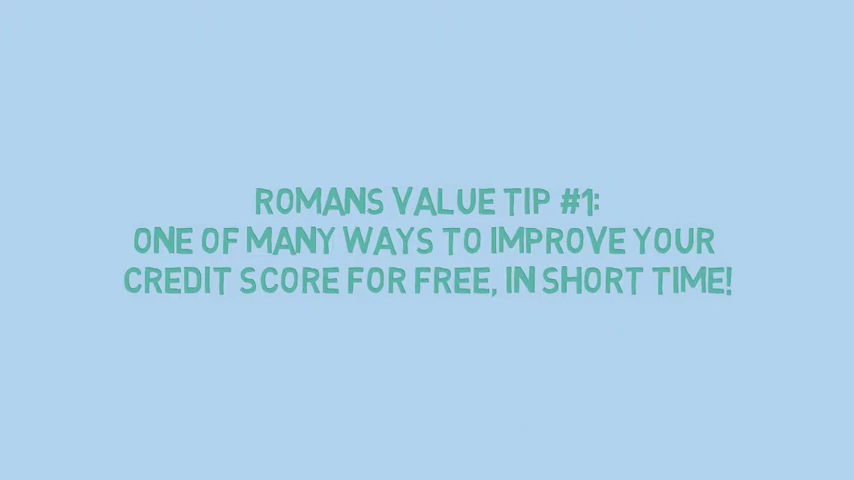 ROMANS VALUE TIP #1:
ONE OF MANY WAYS TO IMPROVE YOUR
CREDIT SCORE FOR FREE, IN SHORT TIME!